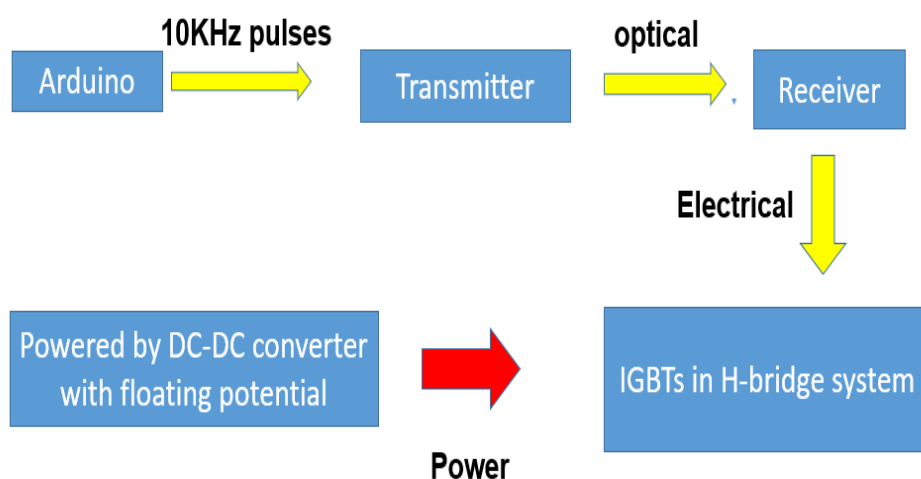 10KHz pulses
optical
Arduino
Transmitter
Receiver
Electrical
Powered by DC-DC converter
with floating potential
IGBTs in H-bridge system
Power